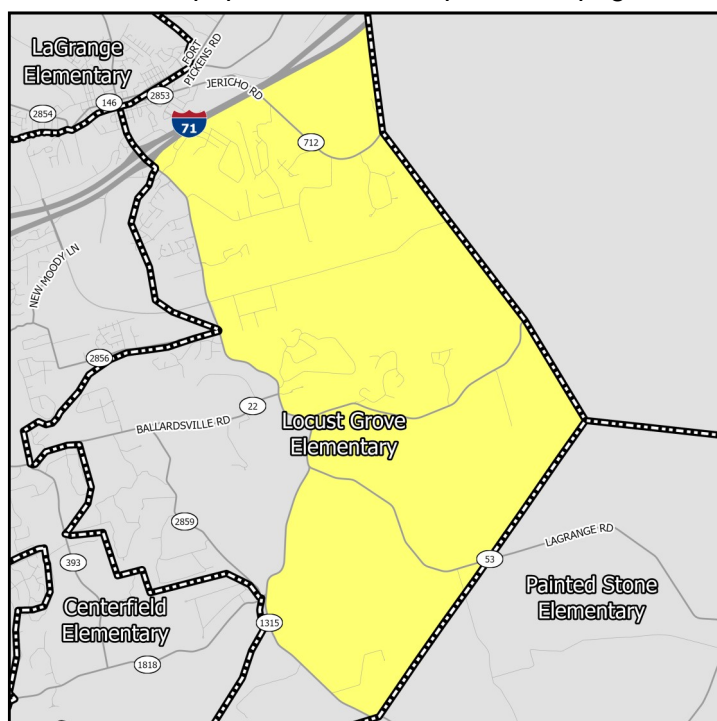 LaGrange
Elementary
FORT
PICKENS RD
JERICHO RD
2854
146
2853
71
712
NEW MOODY LN
2856
22
BALLARDSVILLE RD
Locust Grove
Elementary
2859
LAGRANGE RD
53
393
Painted Stone
Elementary
Centerfield
Elementary
1315
1818